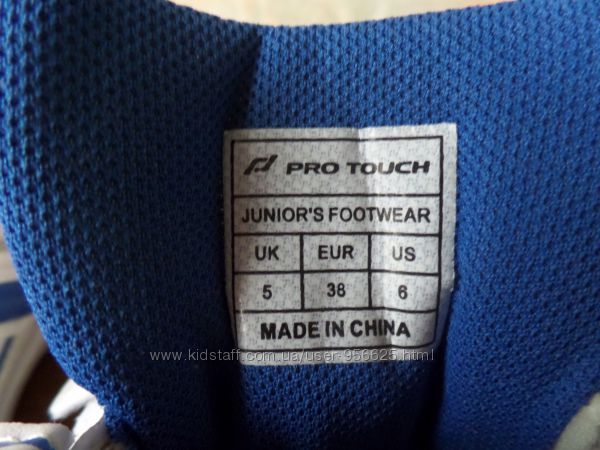 PRO TOUCH
JUNIOR'S FOOTWEAR
UK EUR US
5 38 6
MADE IN CHINA
www.kidstaff.com.ua/user-956625.html